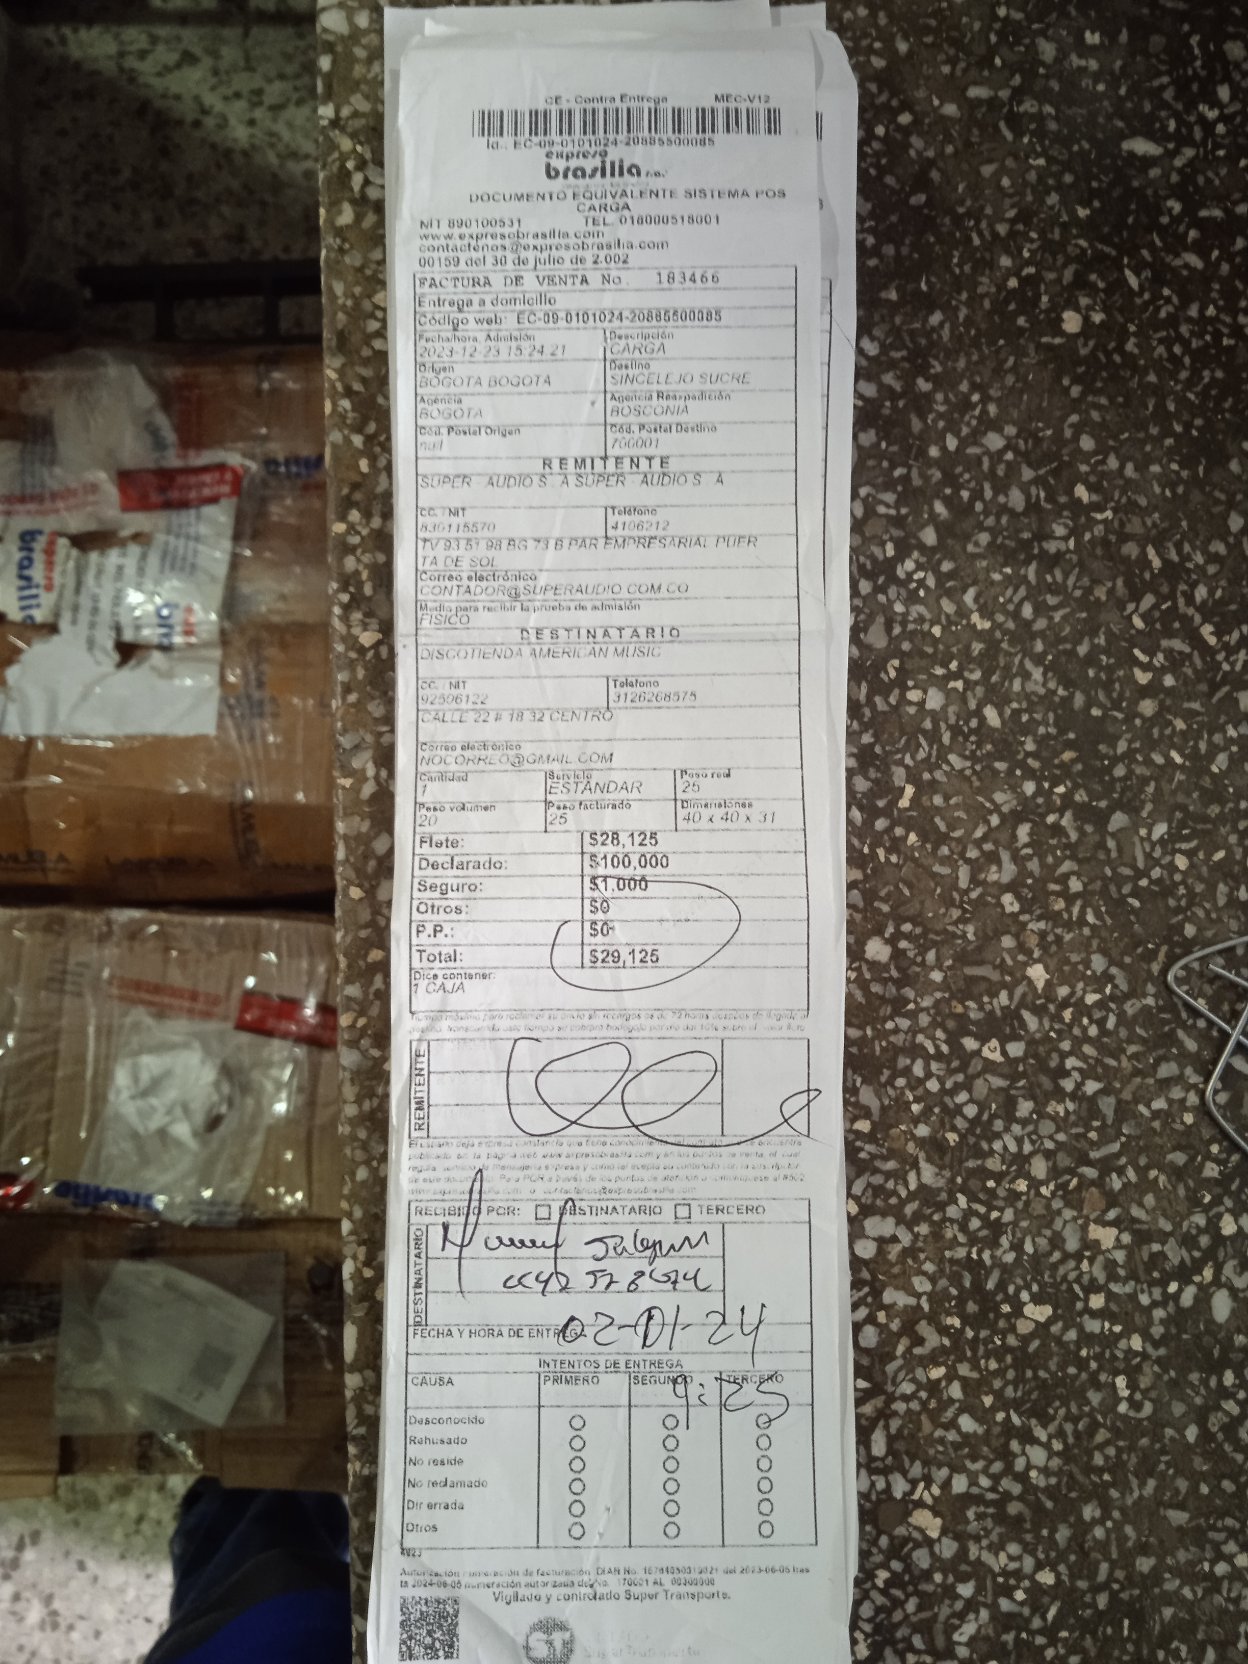 CE - Contra Entrega MEC-V12
Id.. EC-09-0101024-20885500085
expreso
brasilia s.a.
DOCUMENTO EQUIVALENTE SISTEMA POS
CARGA
NIT 890100531 TEL. 018000518001
www.expresobrasilia.com
contactenos@expresobrasilia.com
00159 del 30 de julio de 2.002
FACTURA DE VENTA No. 183466
Entrega a domicilio
Código web: EC-09-0101024-20885500085
Fecha/hora. Admisión Descripción
2023-12-23 15:24:21 CARGA
Origen Destino
BOGOTA BOGOTA SINCELEJO SUCRE
Agencia Agencia Reexpedición
BOGOTA BOSCONIA
Cód. Postal Origen Cód. Postal Destino
null 700001
REMITENTE
SUPER - AUDIO S . A SUPER - AUDIO S . A
CC. / NIT Teléfono
830115570 4106212
TV 93 51 98 BG 73 B PAR EMPRESARIAL PUER
TA DE SOL
Correo electrónico
CONTADOR@SUPERAUDIO.COM.CO
Medio para recibir la prueba de admisión
FISICO
DESTINATARIO
DISCOTIENDA AMERICAN MUSIC
CC. / NIT Teléfono
92506122 3126268575
CALLE 22 # 18 32 CENTRO
Correo electrónico
NOCORREO@GMAIL.COM
Cantidad Servicio Peso real
1 ESTANDAR 25
Peso volumen Peso facturado Dimensiones
20 25 40 x 40 x 31
Flete: $28,125
Declarado: $100,000
Seguro: $1.000
Otros: $0
P.P.: $0
Total: $29,125
Dice contener:
1 CAJA
REMITENTE
RECIBIDO POR: DESTINATARIO TERCERO
DESTINATARIO
FECHA Y HORA DE ENTREGA 02-01-24
INTENTOS DE ENTREGA
CAUSA PRIMERO SEGUNDO TERCERO
9:25
Desconocido
Rehusado
No reside
No reclamado
Dir errada
Otros
Vigilado y controlado Super Transporte.
ST
brasilia